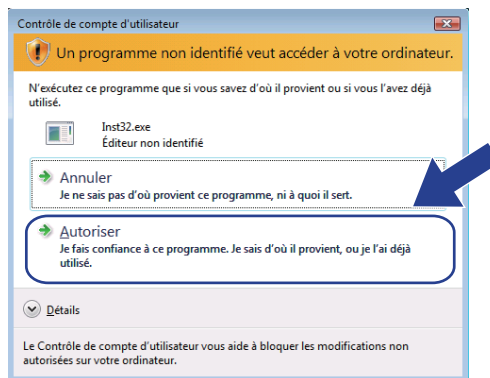 Contrôle de compte d'utilisateur
Un programme non identifié veut accéder à votre ordinateur.
N'exécutez ce programme que si vous savez d'où il provient ou si vous l'avez déjà
utilisé.
Inst32.exe
Éditeur non identifié
Annuler
Je ne sais pas d'où provient ce programme, ni à quoi il sert.
Autoriser
Je fais confiance à ce programme. Je sais d'où il provient, ou je l'ai déjà
utilisé.
Détails
Le Contrôle de compte d'utilisateur vous aide à bloquer les modifications non
autorisées sur votre ordinateur.